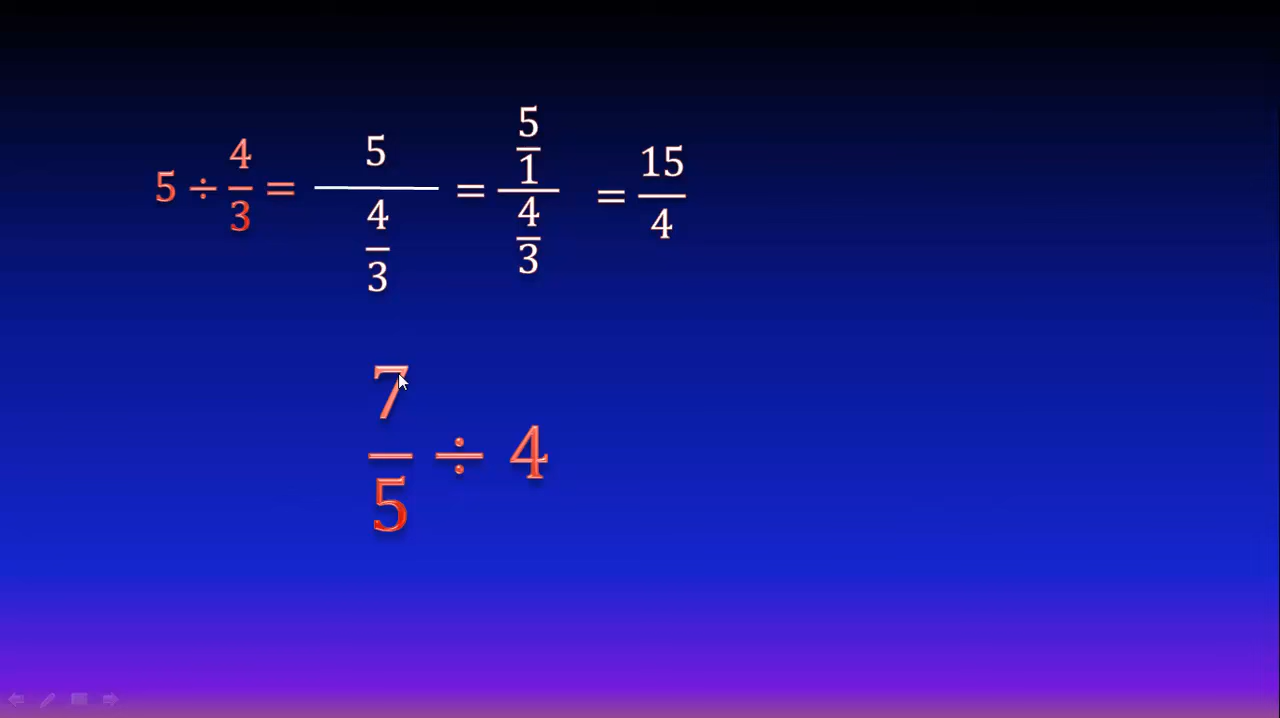 5 ÷ 4/3 = 5/(4/3) = (5/1)/(4/3) = 15/4
7/5 ÷ 4